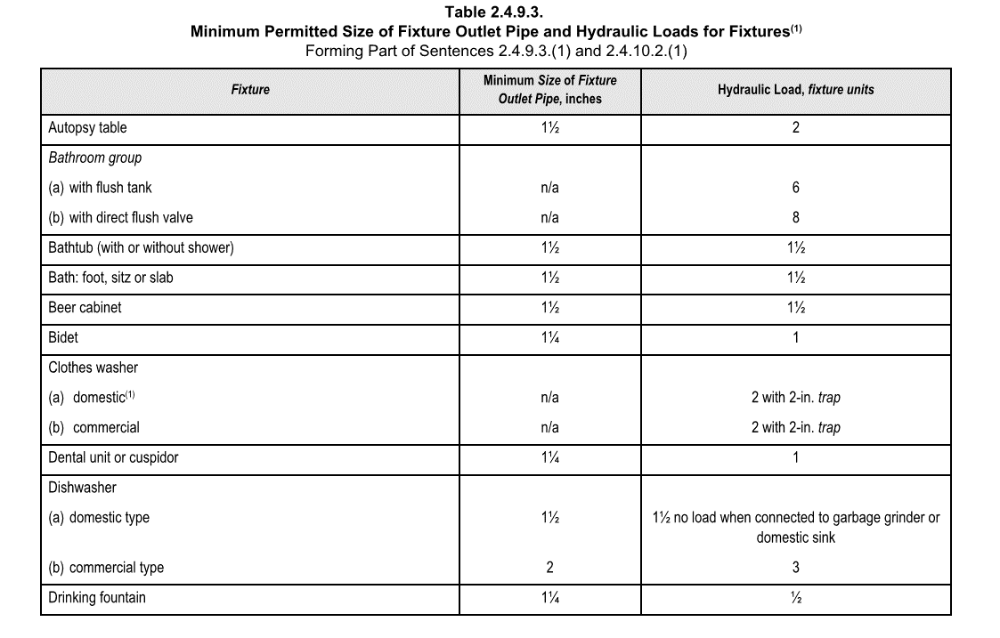 Table 2.4.9.3.
Minimum Permitted Size of Fixture Outlet Pipe and Hydraulic Loads for Fixtures(1)
Forming Part of Sentences 2.4.9.3.(1) and 2.4.10.2.(1)
Fixture Minimum Size of Fixture Outlet Pipe, inches Hydraulic Load, fixture units
Autopsy table 1½ 2
Bathroom group
(a) with flush tank n/a 6
(b) with direct flush valve n/a 8
Bathtub (with or without shower) 1½ 1½
Bath: foot, sitz or slab 1½ 1½
Beer cabinet 1½ 1½
Bidet 1¼ 1
Clothes washer
(a) domestic(1) n/a 2 with 2-in. trap
(b) commercial n/a 2 with 2-in. trap
Dental unit or cuspidor 1¼ 1
Dishwasher
(a) domestic type 1½ 1½ no load when connected to garbage grinder or
domestic sink
(b) commercial type 2 3
Drinking fountain 1¼ ½